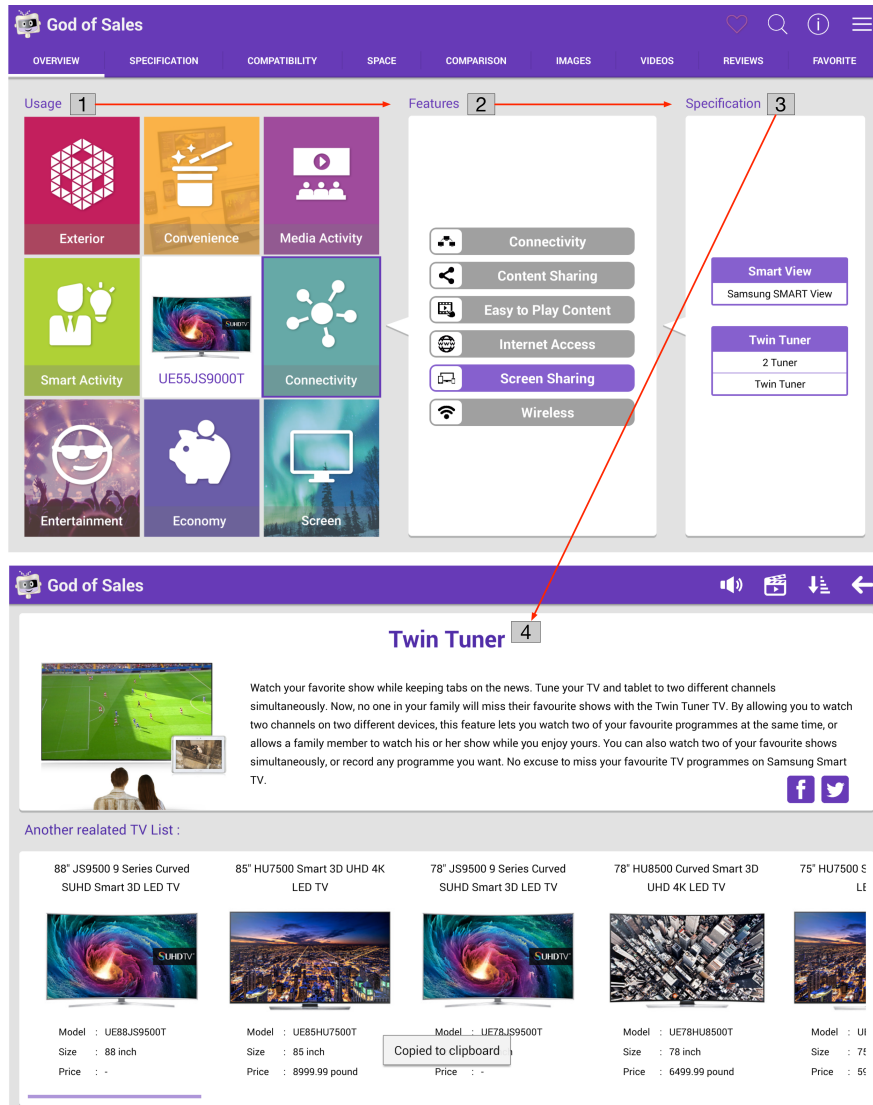 God of Sales
OVERVIEW SPECIFICATION COMPATIBILITY SPACE COMPARISON IMAGES VIDEOS REVIEWS FAVORITE
Usage 1 Features 2 Specification 3
Exterior
Convenience
Media Activity
Smart Activity
SUHDTV
UE55JS9000T
Connectivity
Entertainment
Economy
Screen
Connectivity
Content Sharing
Easy to Play Content
www
Internet Access
Screen Sharing
Wireless
Smart View
Samsung SMART View
Twin Tuner
2 Tuner
Twin Tuner
God of Sales
Twin Tuner 4
Watch your favorite show while keeping tabs on the news. Tune your TV and tablet to two different channels
simultaneously. Now, no one in your family will miss their favourite shows with the Twin Tuner TV. By allowing you to watch
two channels on two different devices, this feature lets you watch two of your favourite programmes at the same time, or
allows a family member to watch his or her show while you enjoy yours. You can also watch two of your favourite shows
simultaneously, or record any programme you want. No excuse to miss your favourite TV programmes on Samsung Smart
TV.
Another realated TV List :
88" JS9500 9 Series Curved
SUHD Smart 3D LED TV
SUHDTV
Model : UE88JS9500T
Size : 88 inch
Price : -
85" HU7500 Smart 3D UHD 4K
LED TV
Model : UE85HU7500T
Size : 85 inch
Price : 8999.99 pound
78" JS9500 9 Series Curved
SUHD Smart 3D LED TV
SUHDTV
Model : UE78JS9500T
Price : -
Copied to clipboard
78" HU8500 Curved Smart 3D
UHD 4K LED TV
Model : UE78HU8500T
Size : 78 inch
Price : 6499.99 pound
75" HU7500 S
LE
Model :
Size : 
Price :